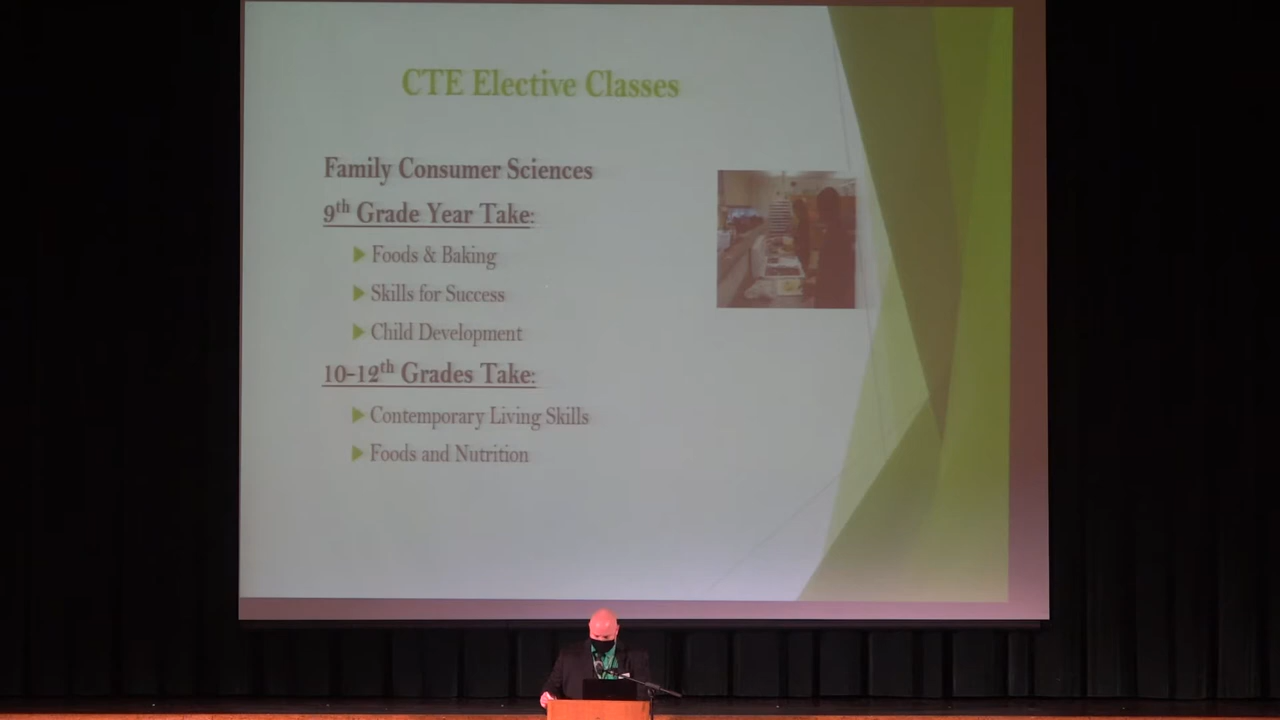 CTE Elective Classes
Family Consumer Sciences
9th Grade Year Take:
Foods & Baking
Skills for Success
Child Development
10-12th Grades Take:
Contemporary Living Skills
Foods and Nutrition